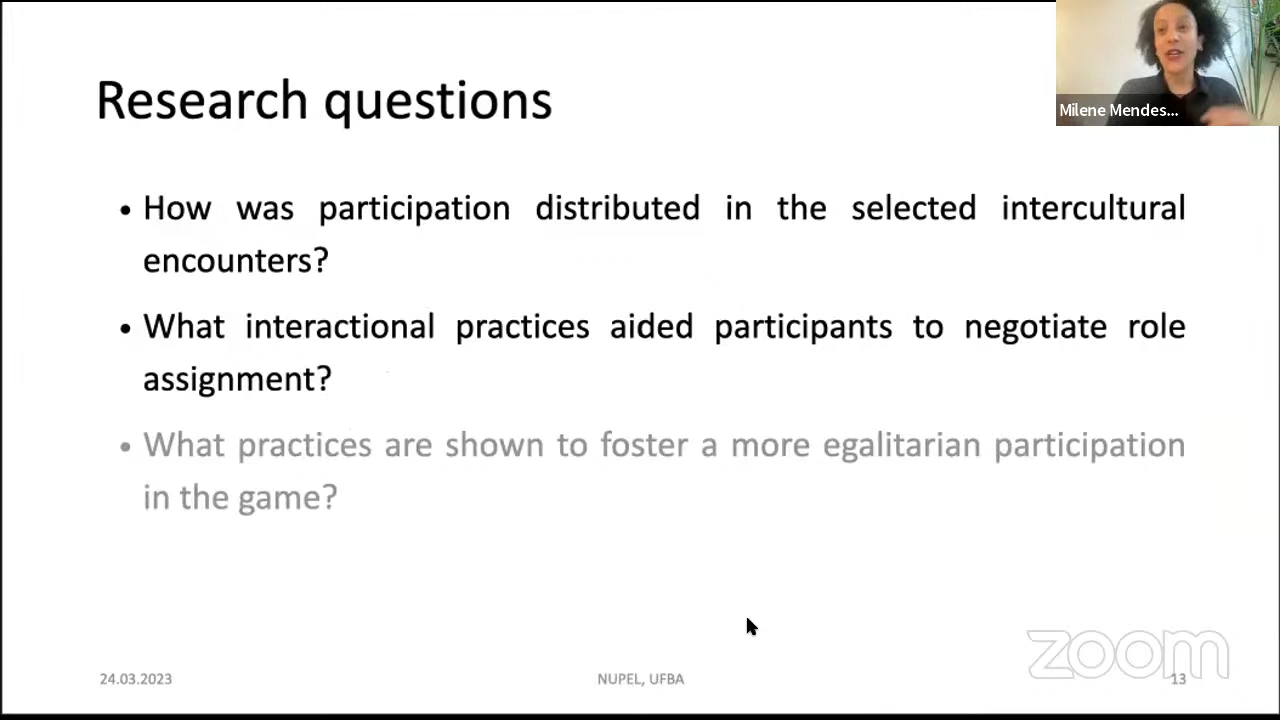 Research questions
Milene Mendes...
• How was participation distributed in the selected intercultural
encounters?
• What interactional practices aided participants to negotiate role
assignment?
• What practices are shown to foster a more egalitarian participation
in the game?
zoom
24.03.2023
NUPEL, UFBA
13